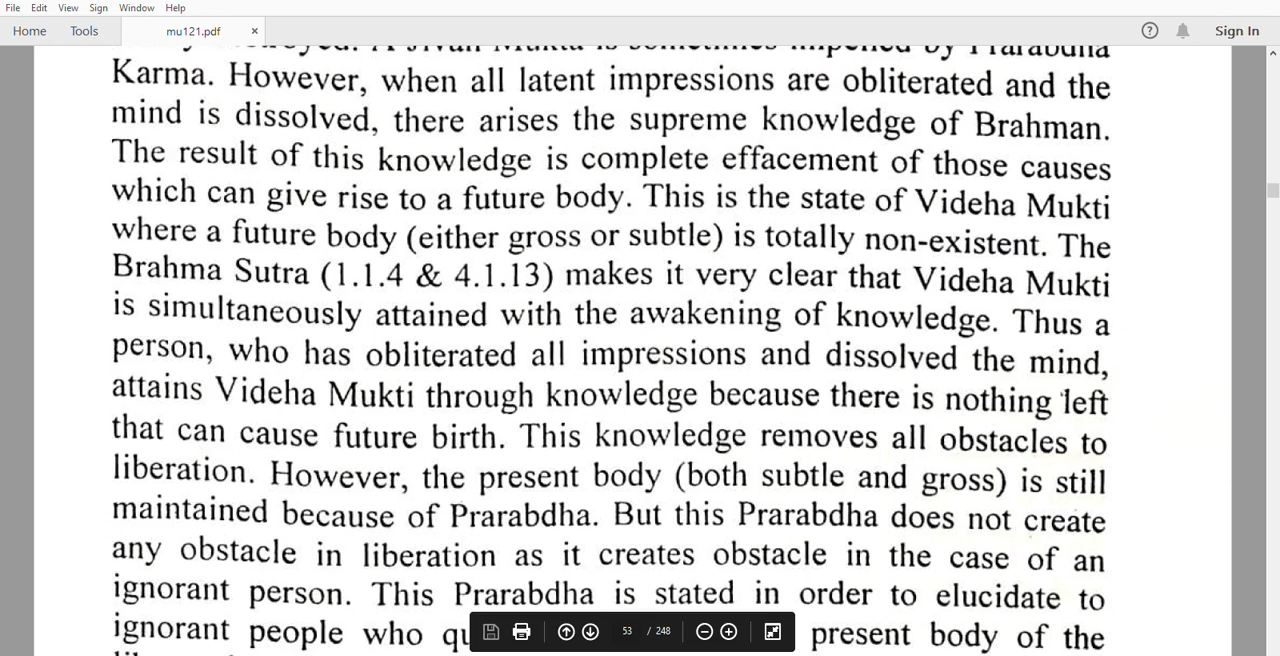 File Edit View Sign Window Help
Home Tools mu121.pdf × Sign In
Karma. However, when all latent impressions are obliterated and the
mind is dissolved, there arises the supreme knowledge of Brahman.
The result of this knowledge is complete effacement of those causes
which can give rise to a future body. This is the state of Videha Mukti
where a future body (either gross or subtle) is totally non-existent. The
Brahma Sutra (1.1.4 & 4.1.13) makes it very clear that Videha Mukti
is simultaneously attained with the awakening of knowledge. Thus a
person, who has obliterated all impressions and dissolved the mind,
attains Videha Mukti through knowledge because there is nothing left
that can cause future birth. This knowledge removes all obstacles to
liberation. However, the present body (both subtle and gross) is still
maintained because of Prarabdha. But this Prarabdha does not create
any obstacle in liberation as it creates obstacle in the case of an
ignorant person. This Prarabdha is stated in order to elucidate to
ignorant people who present body of the
53 / 248